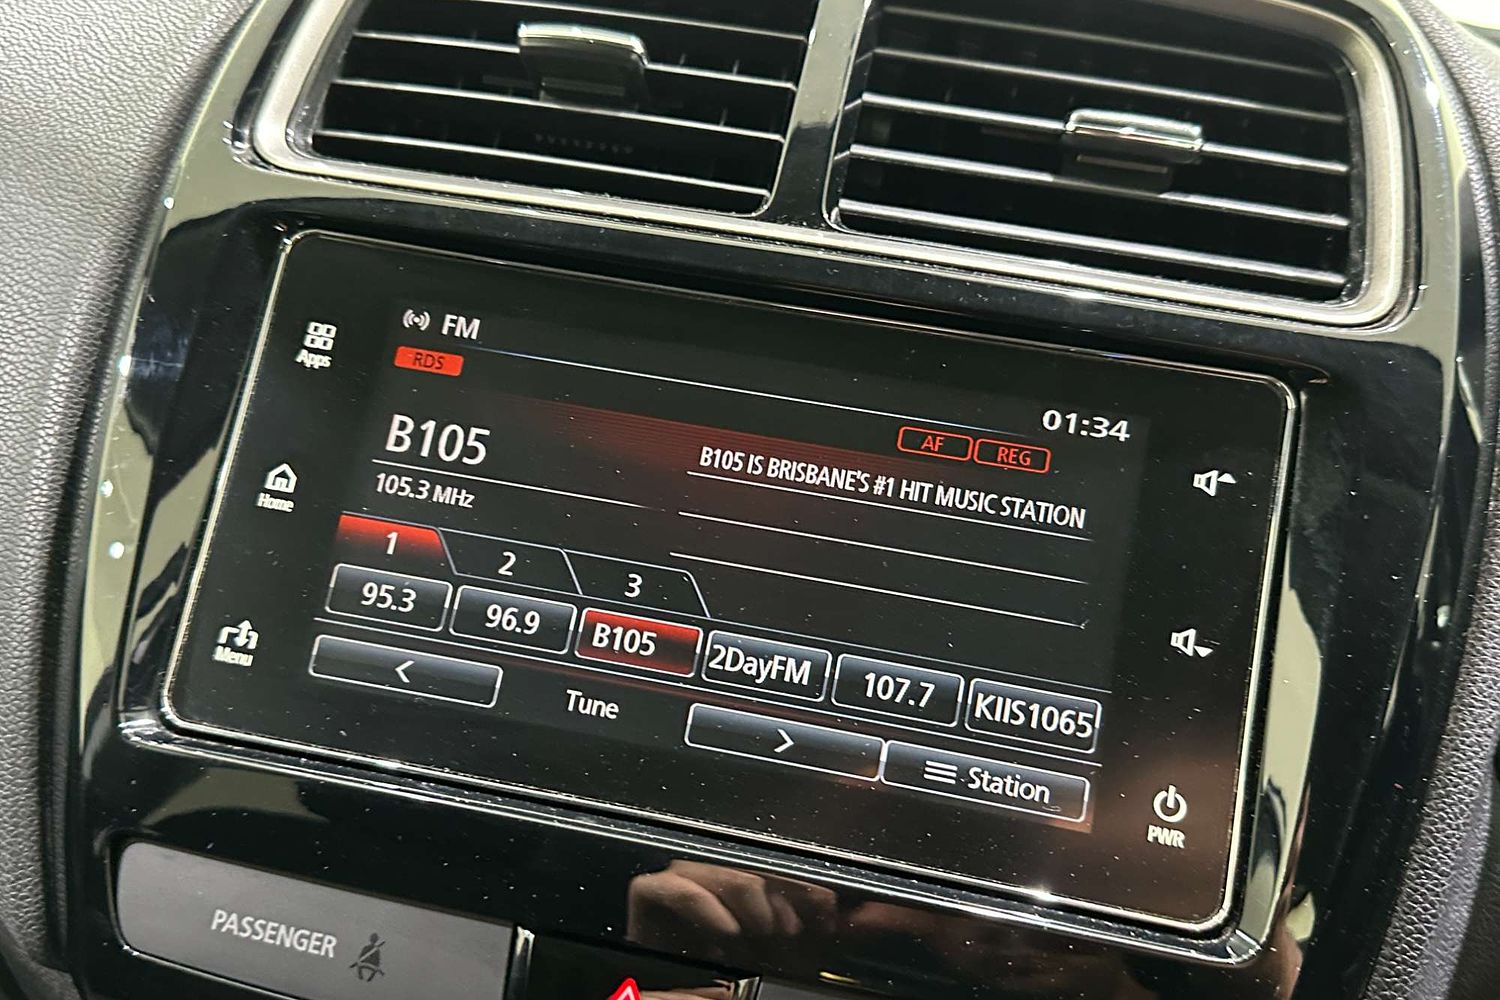 FM
RDS
Apps
01:34
AF REG
B105
B105 IS BRISBANE'S #1 HIT MUSIC STATION
105.3 MHz
Home
1 2 3
95.3 96.9 B105 2DayFM 107.7 KIIS1065
Menu
< Tune > Station
PWR
PASSENGER